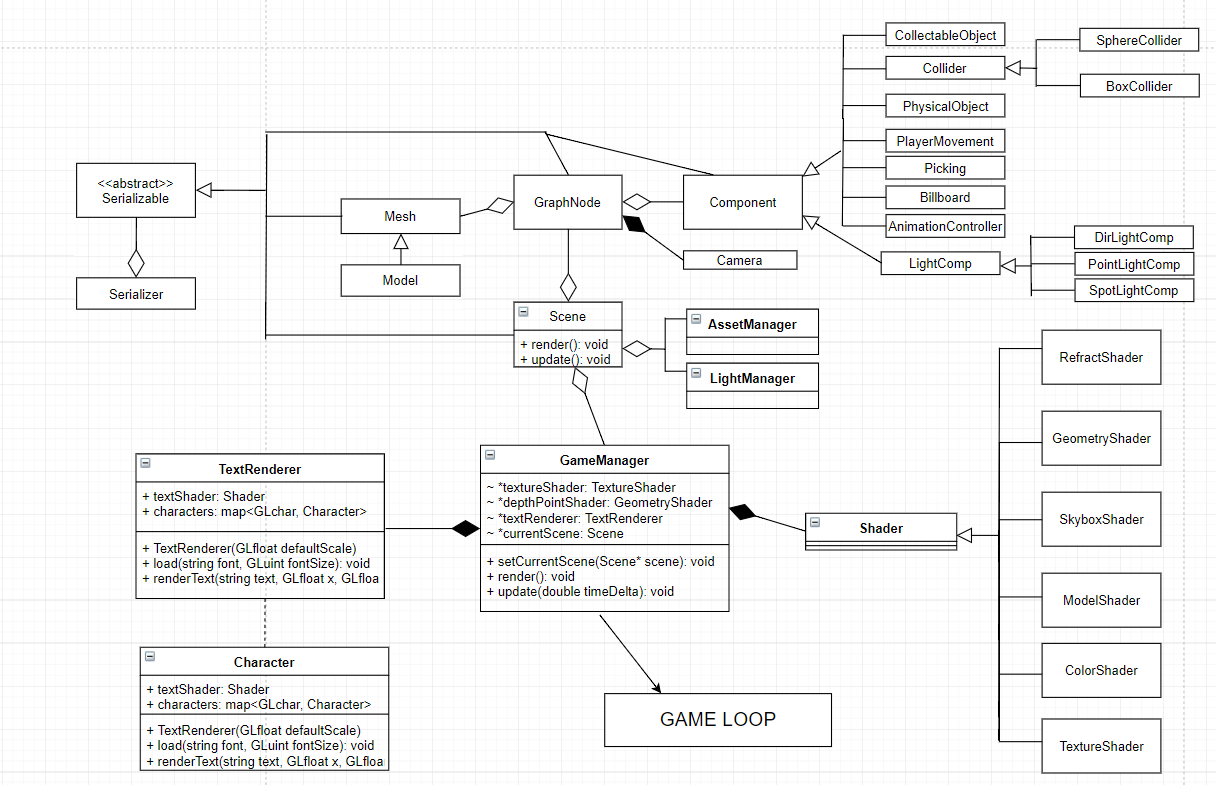 CollectableObject
SphereCollider
Collider
BoxCollider
PhysicalObject
PlayerMovement
Picking
Billboard
AnimationController
<<abstract>>
Serializable
Mesh
GraphNode
Component
Camera
LightComp
DirLightComp
PointLightComp
SpotLightComp
Model
Serializer
Scene
+ render(): void
+ update(): void
AssetManager
LightManager
RefractShader
GeometryShader
SkyboxShader
ModelShader
ColorShader
TextureShader
TextRenderer
+ textShader: Shader
+ characters: map<GLchar, Character>
+ TextRenderer(GLfloat defaultScale)
+ load(string font, GLuint fontSize): void
+ renderText(string text, GLfloat x, GLfloa
GameManager
~ *textureShader: TextureShader
~ *depthPointShader: GeometryShader
~ *textRenderer: TextRenderer
~ *currentScene: Scene
+ setCurrentScene(Scene* scene): void
+ render(): void
+ update(double timeDelta): void
Shader
Character
+ textShader: Shader
+ characters: map<GLchar, Character>
+ TextRenderer(GLfloat defaultScale)
+ load(string font, GLuint fontSize): void
+ renderText(string text, GLfloat x, GLfloa
GAME LOOP